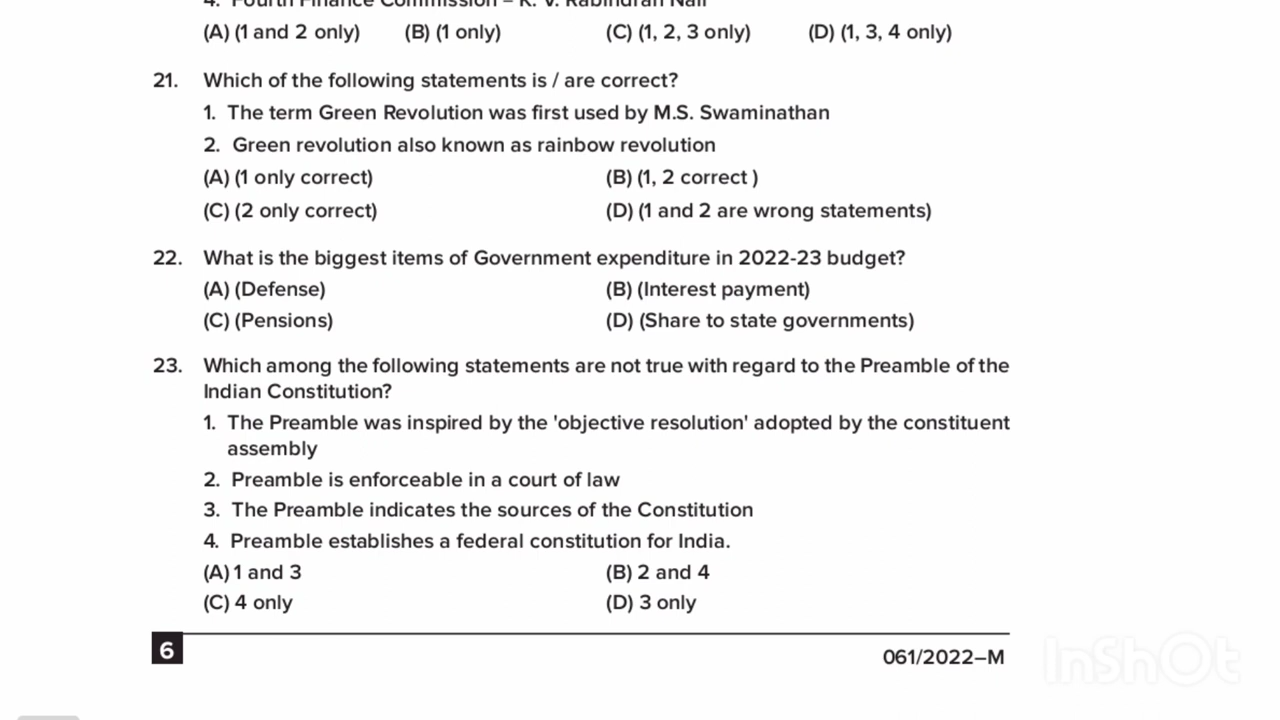 4. Fourth Finance Commission – K. V. Rabindran Nair
(A) (1 and 2 only) (B) (1 only) (C) (1, 2, 3 only) (D) (1, 3, 4 only)
21. Which of the following statements is / are correct?
1. The term Green Revolution was first used by M.S. Swaminathan
2. Green revolution also known as rainbow revolution
(A) (1 only correct) (B) (1, 2 correct )
(C) (2 only correct) (D) (1 and 2 are wrong statements)
22. What is the biggest items of Government expenditure in 2022-23 budget?
(A) (Defense) (B) (Interest payment)
(C) (Pensions) (D) (Share to state governments)
23. Which among the following statements are not true with regard to the Preamble of the
Indian Constitution?
1. The Preamble was inspired by the 'objective resolution' adopted by the constituent
assembly
2. Preamble is enforceable in a court of law
3. The Preamble indicates the sources of the Constitution
4. Preamble establishes a federal constitution for India.
(A) 1 and 3 (B) 2 and 4
(C) 4 only (D) 3 only
6
061/2022–M
InShOt